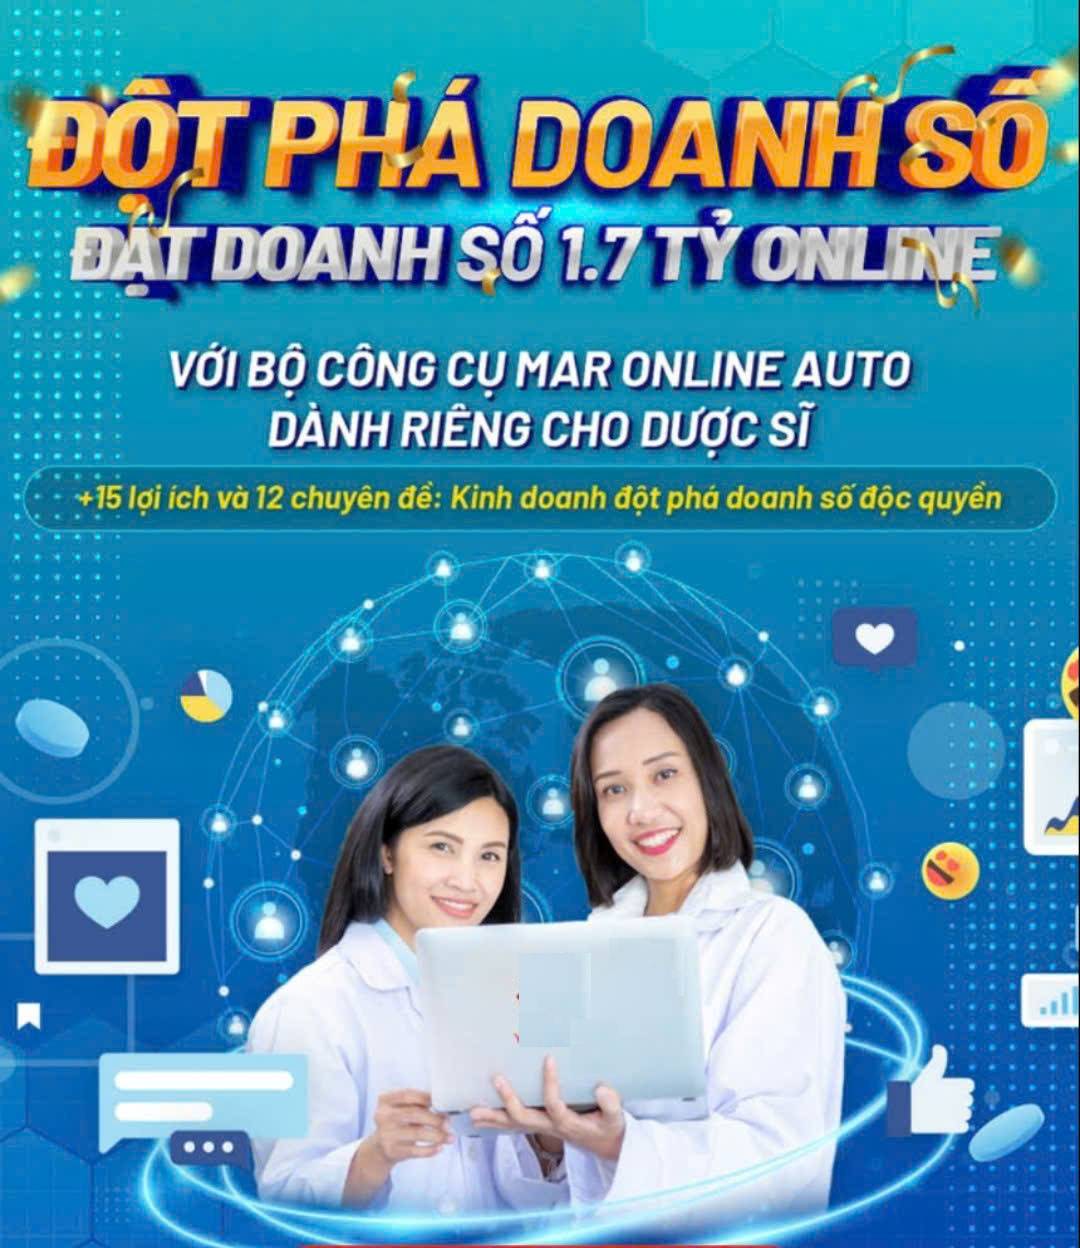 ĐỘT PHÁ DOANH SỐ
ĐẠT DOANH SỐ 1.7 TỶ ONLINE
VỚI BỘ CÔNG CỤ MAR ONLINE AUTO
DÀNH RIÊNG CHO DƯỢC SĨ
+15 lợi ích và 12 chuyên đề: Kinh doanh đột phá doanh số độc quyền